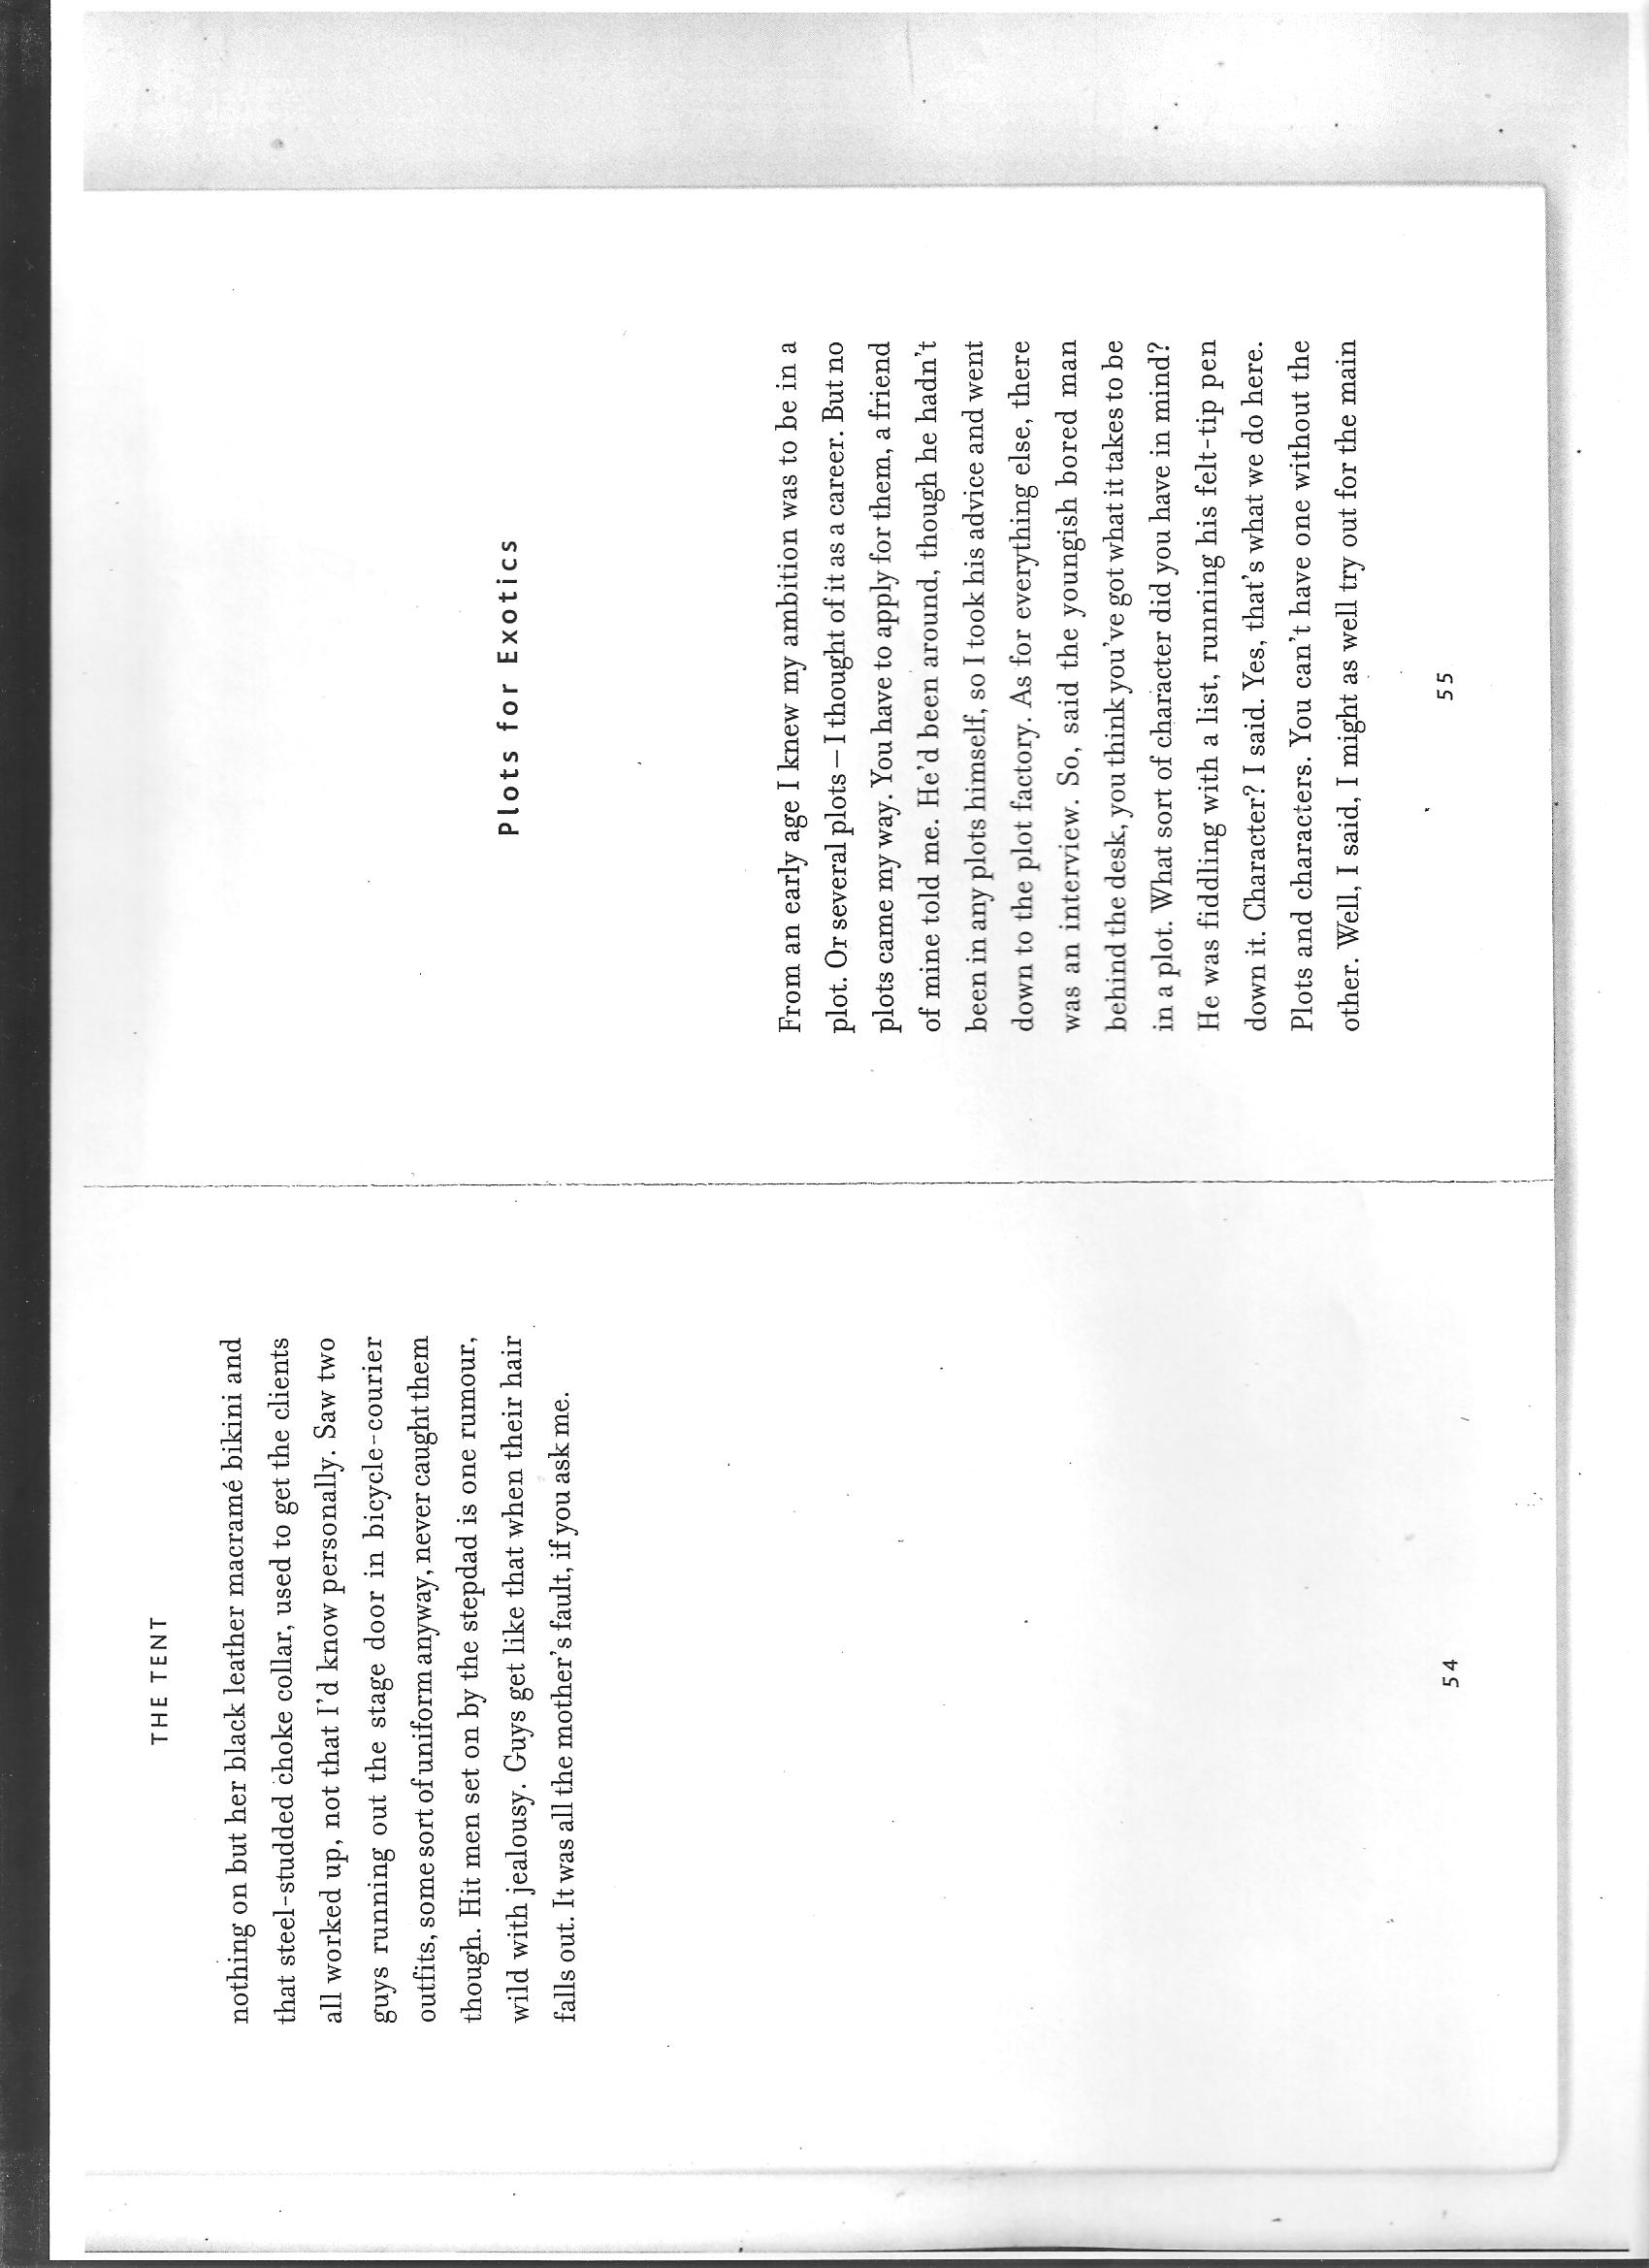 THE TENT
nothing on but her black leather macramé bikini and
that steel-studded choke collar, used to get the clients
all worked up, not that I'd know personally. Saw two
guys running out the stage door in bicycle-courier
outfits, some sort of uniform anyway, never caught them
though. Hit men set on by the stepdad is one rumour,
wild with jealousy. Guys get like that when their hair
falls out. It was all the mother's fault, if you ask me.
54
Plots for Exotics
From an early age I knew my ambition was to be in a
plot. Or several plots—I thought of it as a career. But no
plots came my way. You have to apply for them, a friend
of mine told me. He'd been around, though he hadn't
been in any plots himself, so I took his advice and went
down to the plot factory. As for everything else, there
was an interview. So, said the youngish bored man
behind the desk, you think you've got what it takes to be
in a plot. What sort of character did you have in mind?
He was fiddling with a list, running his felt-tip pen
down it. Character? I said. Yes, that's what we do here.
Plots and characters. You can't have one without the
other. Well, I said, I might as well try out for the main
55